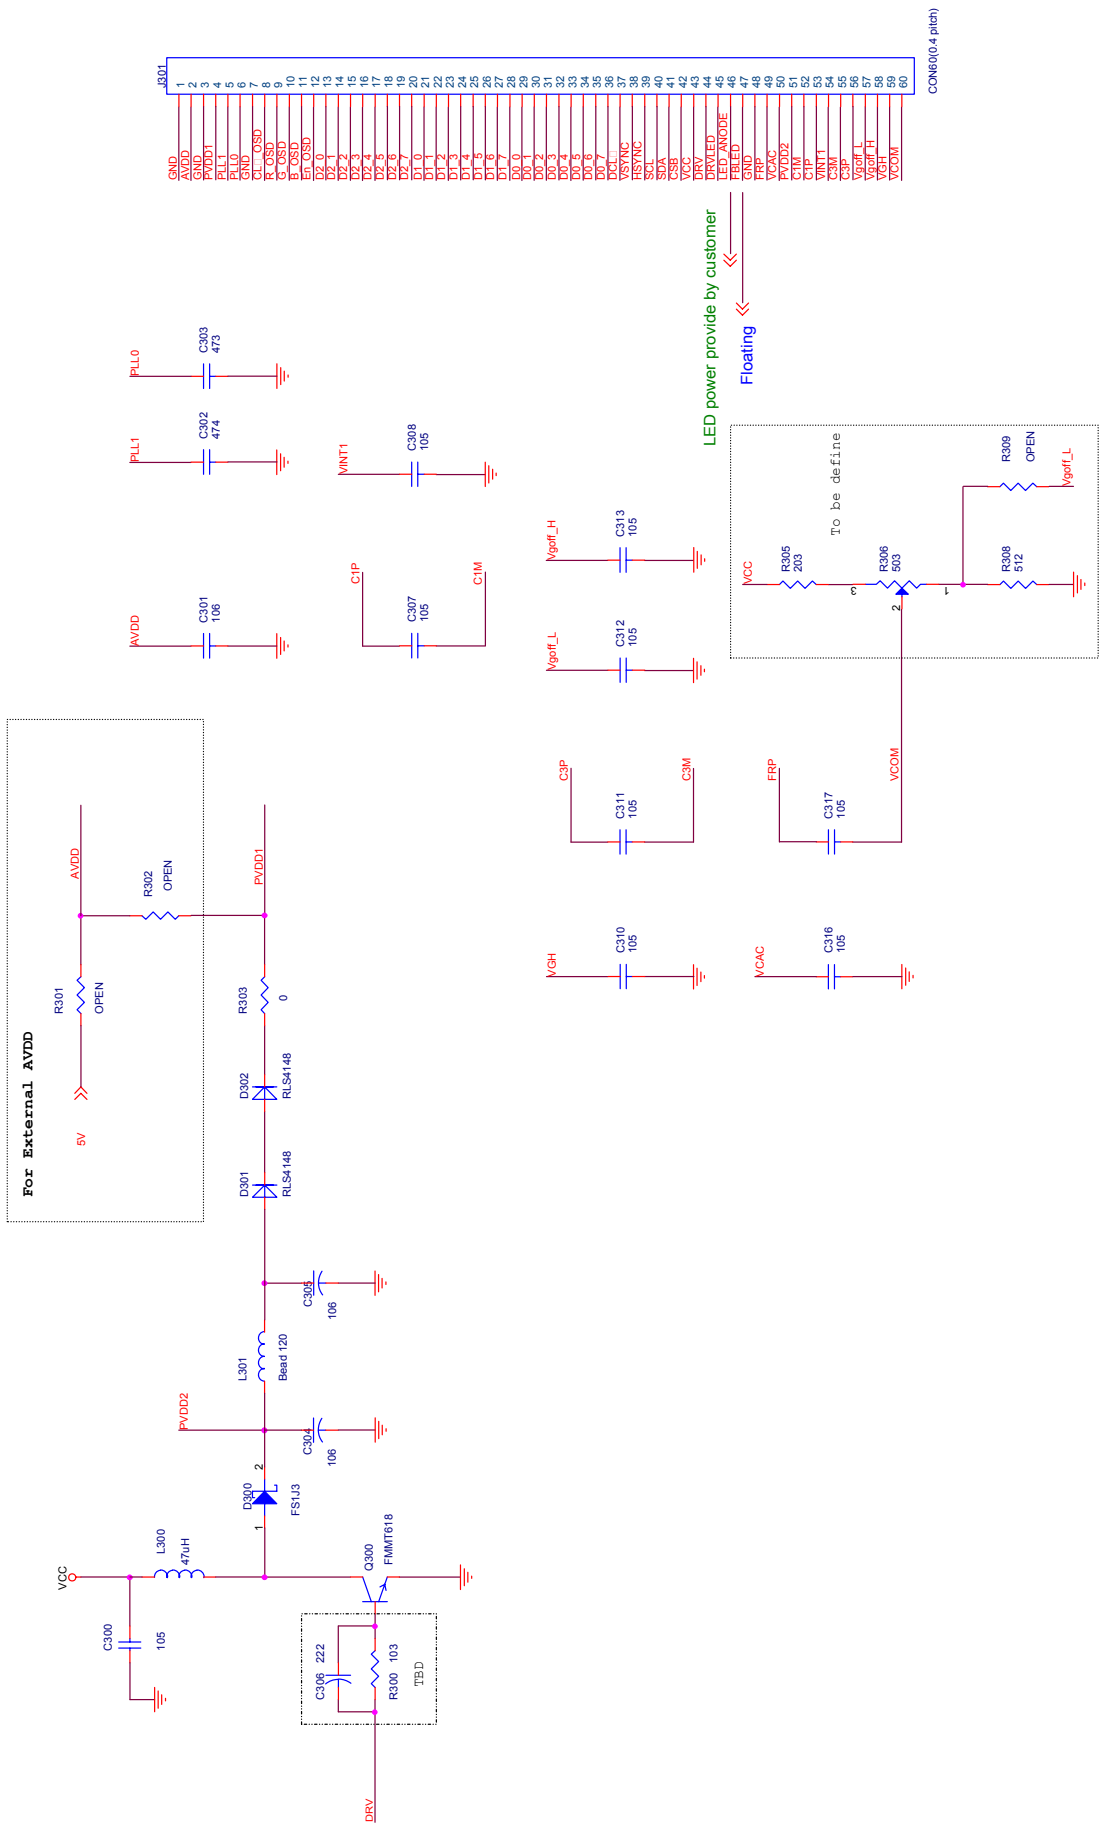 For External AVDD
5V
R301
OPEN
AVDD
R302
OPEN
PVDD1
VCC
C300
105
L300
47uH
D300
FS1J3
1
2
PVDD2
C304
106
L301
Bead 120
C305
106
D301
RLS4148
D302
RLS4148
R303
0
DRV
C306
222
R300
103
TBD
Q300
FMMT618
AVDD
C301
106
PLL1
C302
474
PLL0
C303
473
C1P
C307
105
C1M
VINT1
C308
105
VGH
C310
105
C3P
C311
105
C3M
Vgoff_L
C312
105
Vgoff_H
C313
105
VCAC
C316
105
FRP
C317
105
VCOM
VCC
R305
203
To be define
3
R306
503
2
1
R308
512
R309
OPEN
Vgoff_L
LED power provide by customer
Floating
J301
GND 1
AVDD 2
GND 3
PVDD1 4
PLL1 5
PLL0 6
GND 7
R_OSD 8
G_OSD 9
B_OSD 10
En_OSD 11
D2_0 12
D2_1 13
D2_2 14
D2_3 15
D2_4 16
D2_5 17
D2_6 18
D2_7 19
D1_0 20
D1_1 21
D1_2 22
D1_3 23
D1_4 24
D1_5 25
D1_6 26
D1_7 27
D0_0 28
D0_1 29
D0_2 30
D0_3 31
D0_4 32
D0_5 33
D0_6 34
D0_7 35
36
VSYNC 37
HSYNC 38
SCL 39
SDA 40
CSB 41
VCC 42
DRV 43
DRVLED 44
LED_ANODE 45
FBLED 46
GND 47
FRP 48
VCAC 49
PVDD2 50
C1M 51
C1P 52
VINT1 53
C3M 54
C3P 55
Vgoff_L 56
Vgoff_H 57
VGH 58
VCOM 59
60
CON60(0.4 pitch)